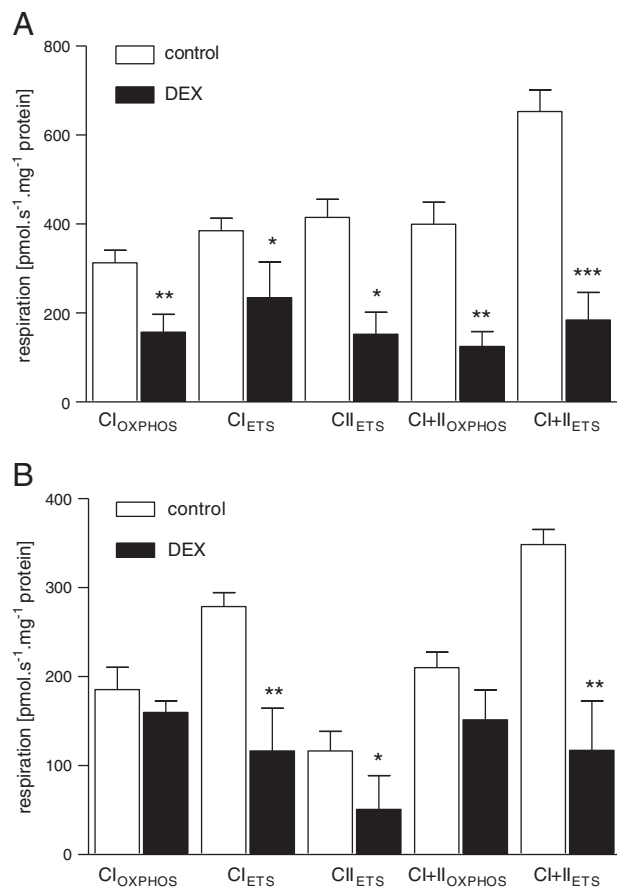 A
respiration [pmol.s⁻¹.mg⁻¹ protein]
800
600
400
200
0
control
DEX
** * * ** ***
CI_OXPHOS CI_ETS CII_ETS CI+II_OXPHOS CI+II_ETS
B
respiration [pmol.s⁻¹.mg⁻¹ protein]
400
300
200
100
0
control
DEX
** * **
CI_OXPHOS CI_ETS CII_ETS CI+II_OXPHOS CI+II_ETS